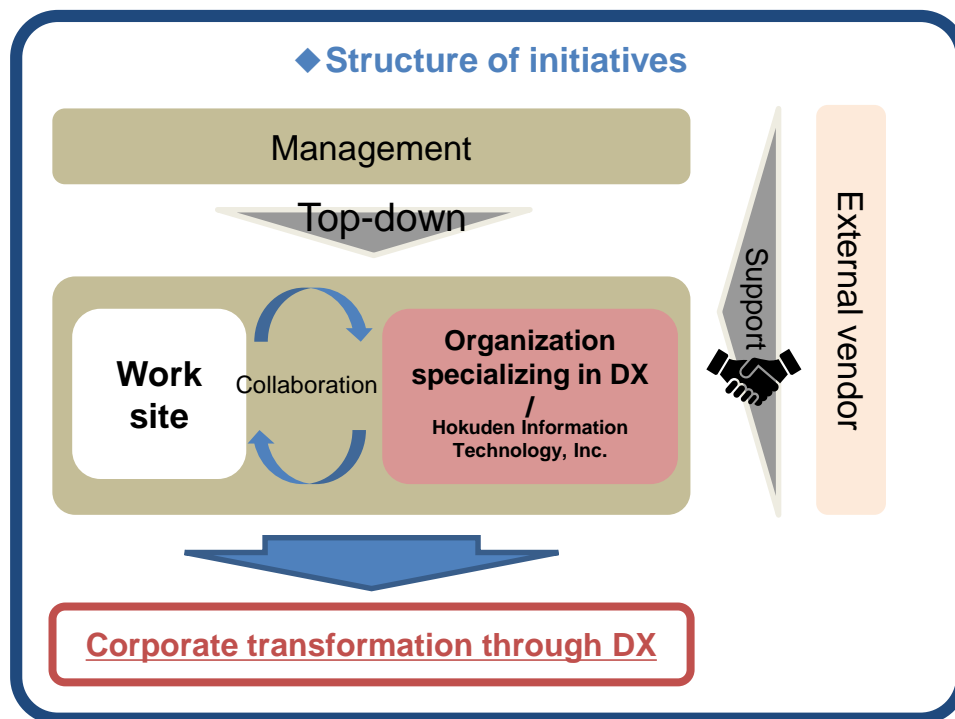 ◆Structure of initiatives
Management
Top-down
Work
site
Collaboration
Organization
specializing in DX
/
Hokuden Information
Technology, Inc.
Support
External vendor
Corporate transformation through DX